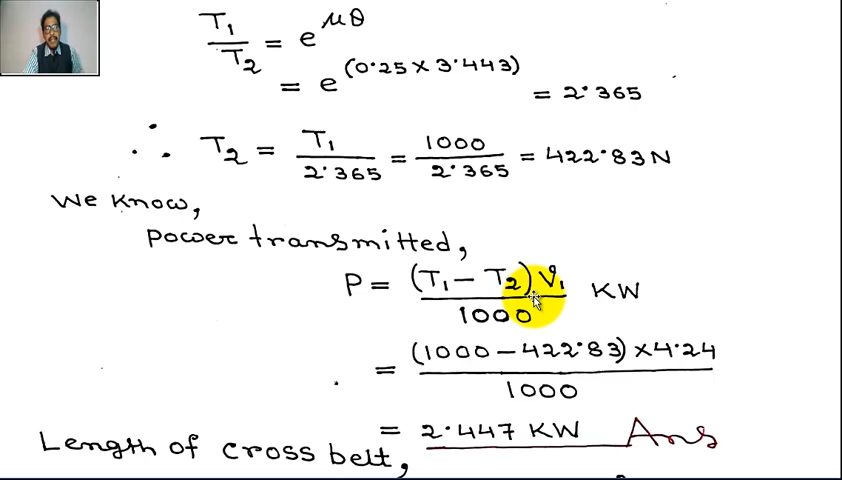 T₁/T₂ = e^μθ
= e^(0.25 × 3.443) = 2.365
∴ T₂ = T₁/2.365 = 1000/2.365 = 422.83 N
We know,
power transmitted,
P = (T₁ − T₂) V₁/1000 KW
= (1000 − 422.83) × 4.24/1000
= 2.447 KW Ans
Length of cross belt,